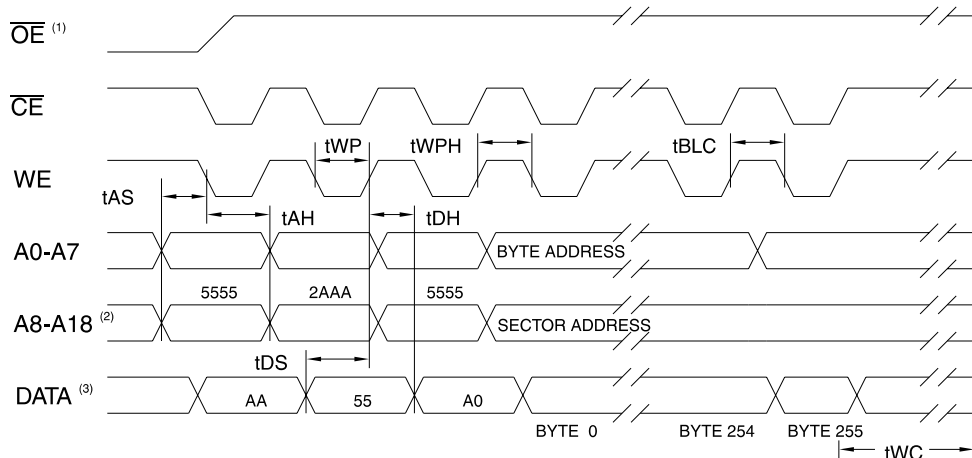 OE (1)
CE
tWP tWPH tBLC
WE
tAS
tAH tDH
A0-A7 BYTE ADDRESS
5555 2AAA 5555
A8-A18 (2) SECTOR ADDRESS
tDS
DATA (3) AA 55 A0
BYTE 0 BYTE 254 BYTE 255
tWC